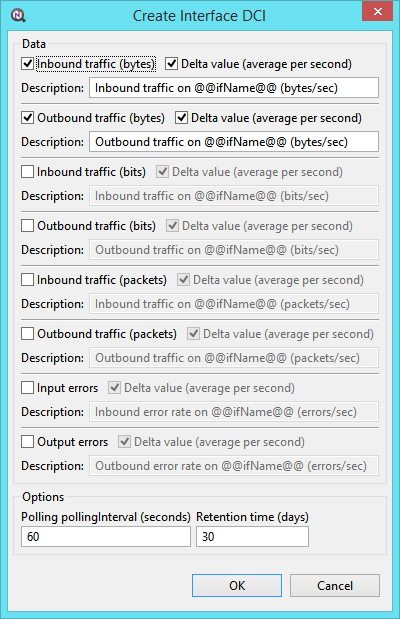 Create Interface DCI
Data
Inbound traffic (bytes) Delta value (average per second)
Description: Inbound traffic on @@ifName@@ (bytes/sec)
Outbound traffic (bytes) Delta value (average per second)
Description: Outbound traffic on @@ifName@@ (bytes/sec)
Inbound traffic (bits) Delta value (average per second)
Description: Inbound traffic on @@ifName@@ (bits/sec)
Outbound traffic (bits) Delta value (average per second)
Description: Outbound traffic on @@ifName@@ (bits/sec)
Inbound traffic (packets) Delta value (average per second)
Description: Inbound traffic on @@ifName@@ (packets/sec)
Outbound traffic (packets) Delta value (average per second)
Description: Outbound traffic on @@ifName@@ (packets/sec)
Input errors Delta value (average per second)
Description: Inbound error rate on @@ifName@@ (errors/sec)
Output errors Delta value (average per second)
Description: Outbound error rate on @@ifName@@ (errors/sec)
Options
Polling pollingInterval (seconds) Retention time (days)
60 30
OK Cancel